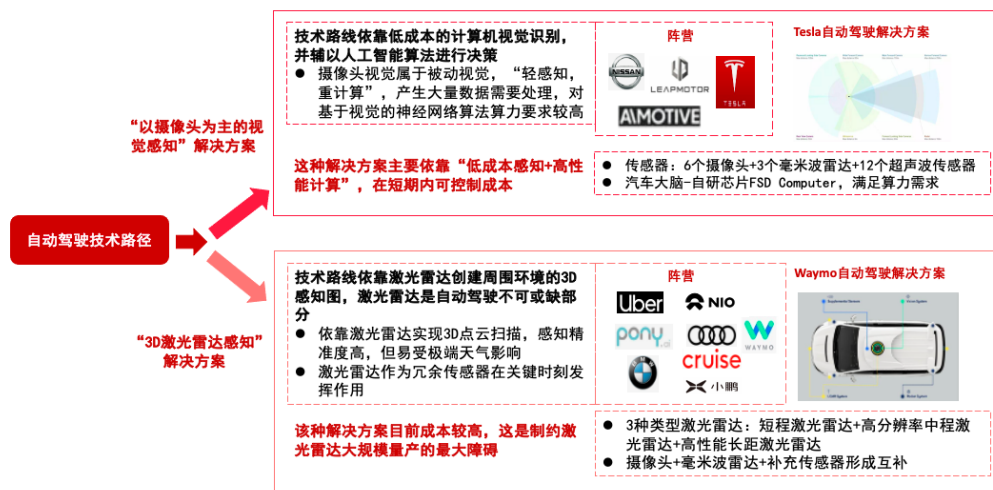 自动驾驶技术路径
“以摄像头为主的视
觉感知”解决方案
技术路线依靠低成本的计算机视觉识别，
并辅以人工智能算法进行决策
● 摄像头视觉属于被动视觉，“轻感知，
重计算”，产生大量数据需要处理，对
基于视觉的神经网络算法算力要求较高
阵营
NISSAN
LEAPMOTOR
TESLA
AIMOTIVE
Tesla自动驾驶解决方案
这种解决方案主要依靠“低成本感知+高性
能计算”，在短期内可控制成本
● 传感器：6个摄像头+3个毫米波雷达+12个超声波传感器
● 汽车大脑-自研芯片FSD Computer，满足算力需求
“3D激光雷达感知”
解决方案
技术路线依靠激光雷达创建周围环境的3D
感知图，激光雷达是自动驾驶不可或缺部
分
● 依靠激光雷达实现3D点云扫描，感知精
准度高，但易受极端天气影响
● 激光雷达作为冗余传感器在关键时刻发
挥作用
阵营
Uber
NIO
pony.ai
WAYMO
BMW
cruise
小鹏
Waymo自动驾驶解决方案
该种解决方案目前成本较高，这是制约激
光雷达大规模量产的最大障碍
● 3种类型激光雷达：短程激光雷达+高分辨率中程激
光雷达+高性能长距激光雷达
● 摄像头+毫米波雷达+补充传感器形成互补